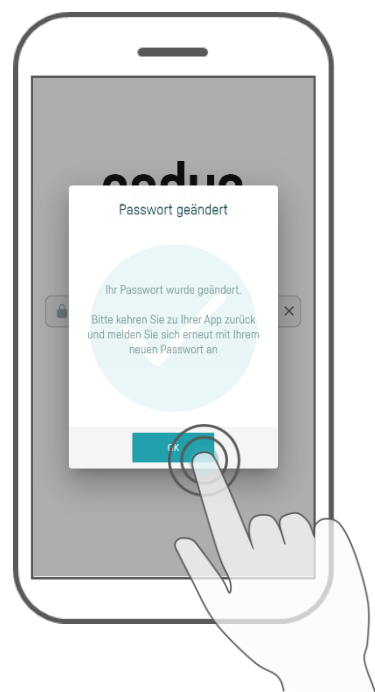 Passwort geändert
Ihr Passwort wurde geändert.
Bitte kehren Sie zu Ihrer App zurück
und melden Sie sich erneut mit Ihrem
neuen Passwort an
OK